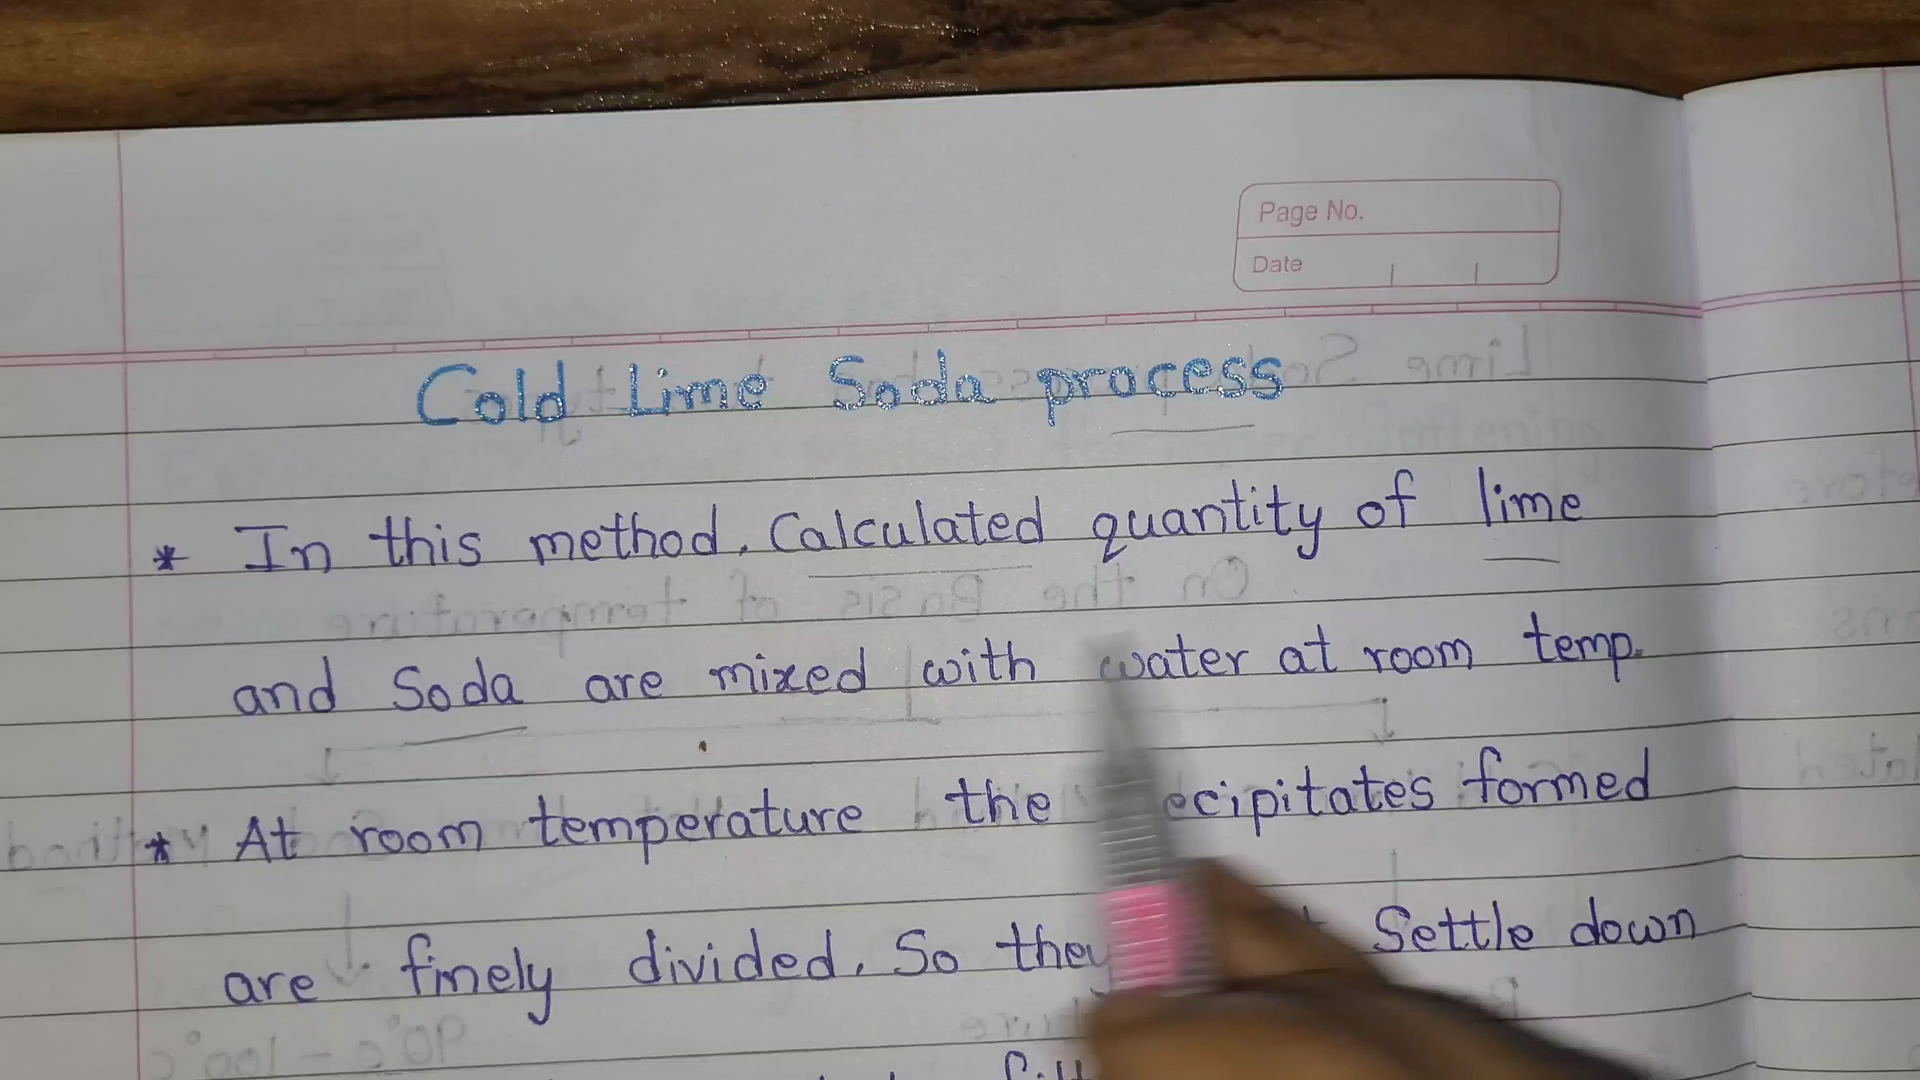 Page No.
Date
Cold Lime Soda process
* In this method, Calculated quantity of lime
and Soda are mixed with water at room temp.
* At room temperature the ecipitates formed
are finely divided. So they Settle down